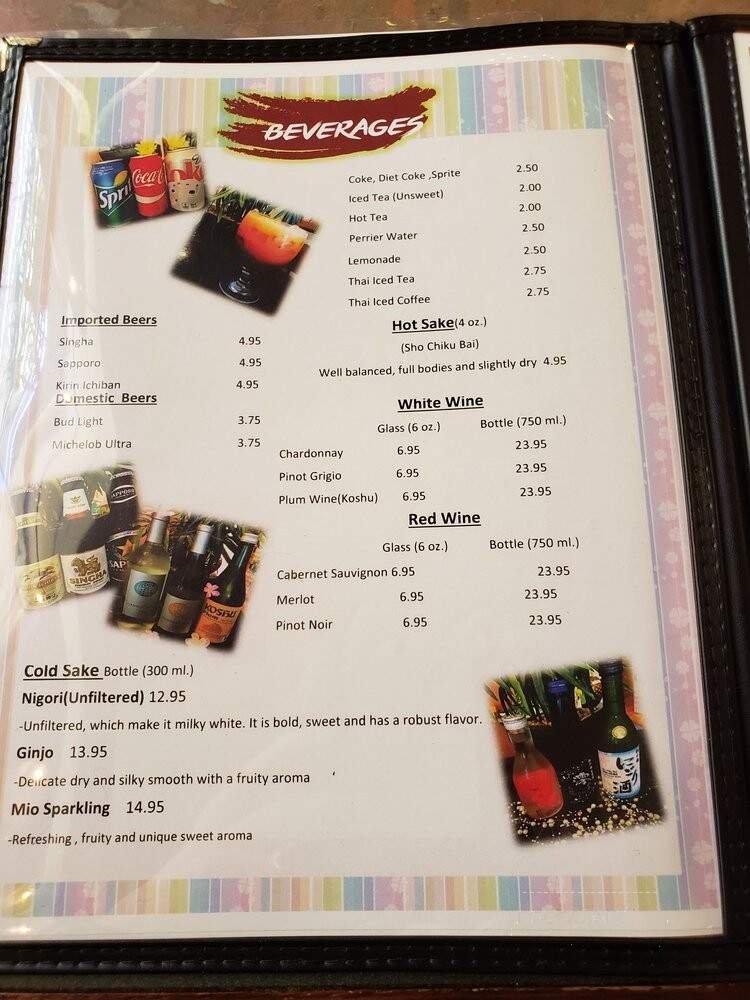 BEVERAGES
Coke, Diet Coke ,Sprite 2.50
Iced Tea (Unsweet) 2.00
Hot Tea 2.00
Perrier Water 2.50
Lemonade 2.50
Thai Iced Tea 2.75
Thai Iced Coffee 2.75
Imported Beers
Singha 4.95
Sapporo 4.95
Kirin Ichiban 4.95
Domestic Beers
Bud Light 3.75
Michelob Ultra 3.75
Hot Sake(4 oz.)
(Sho Chiku Bai)
Well balanced, full bodies and slightly dry 4.95
White Wine
Glass (6 oz.) Bottle (750 ml.)
Chardonnay 6.95 23.95
Pinot Grigio 6.95 23.95
Plum Wine(Koshu) 6.95 23.95
Red Wine
Glass (6 oz.) Bottle (750 ml.)
Cabernet Sauvignon 6.95 23.95
Merlot 6.95 23.95
Pinot Noir 6.95 23.95
Cold Sake Bottle (300 ml.)
Nigori(Unfiltered) 12.95
-Unfiltered, which make it milky white. It is bold, sweet and has a robust flavor.
Ginjo 13.95
-Delicate dry and silky smooth with a fruity aroma
Mio Sparkling 14.95
-Refreshing , fruity and unique sweet aroma
Spri
Coca
SINGHA
SAPPORO
SAP